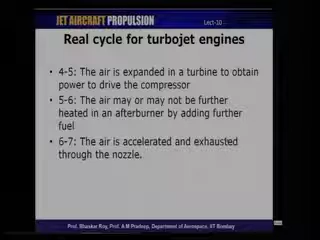 JET AIRCRAFT PROPULSION
Lect-10
Real cycle for turbojet engines
• 4-5: The air is expanded in a turbine to obtain
power to drive the compressor
• 5-6: The air may or may not be further
heated in an afterburner by adding further
fuel
• 6-7: The air is accelerated and exhausted
through the nozzle.
Prof. Bhaskar Roy, Prof. A M Pradeep, Department of Aerospace, IIT Bombay